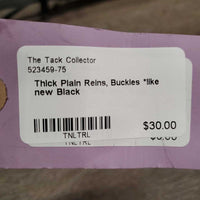 The Tack Collector
523459-75
Thick Plain Reins, Buckles *like
new Black
$30.00
TNLTRL